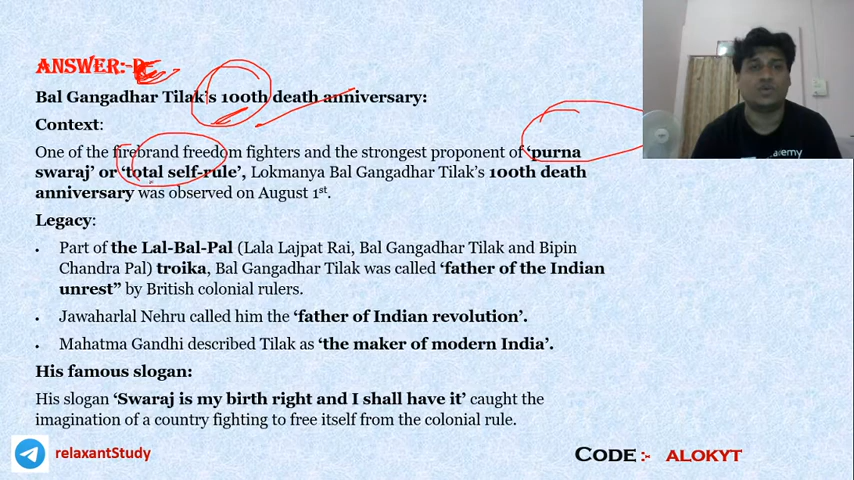 ANSWER:-
Bal Gangadhar Tilak's 100th death anniversary:
Context:
One of the firebrand freedom fighters and the strongest proponent of 'purna
swaraj' or 'total self-rule', Lokmanya Bal Gangadhar Tilak's 100th death
anniversary was observed on August 1st.
Legacy:
• Part of the Lal-Bal-Pal (Lala Lajpat Rai, Bal Gangadhar Tilak and Bipin
Chandra Pal) troika, Bal Gangadhar Tilak was called 'father of the Indian
unrest" by British colonial rulers.
• Jawaharlal Nehru called him the 'father of Indian revolution'.
• Mahatma Gandhi described Tilak as 'the maker of modern India'.
His famous slogan:
His slogan 'Swaraj is my birth right and I shall have it' caught the
imagination of a country fighting to free itself from the colonial rule.
relaxantStudy
CODE :- ALOKYT